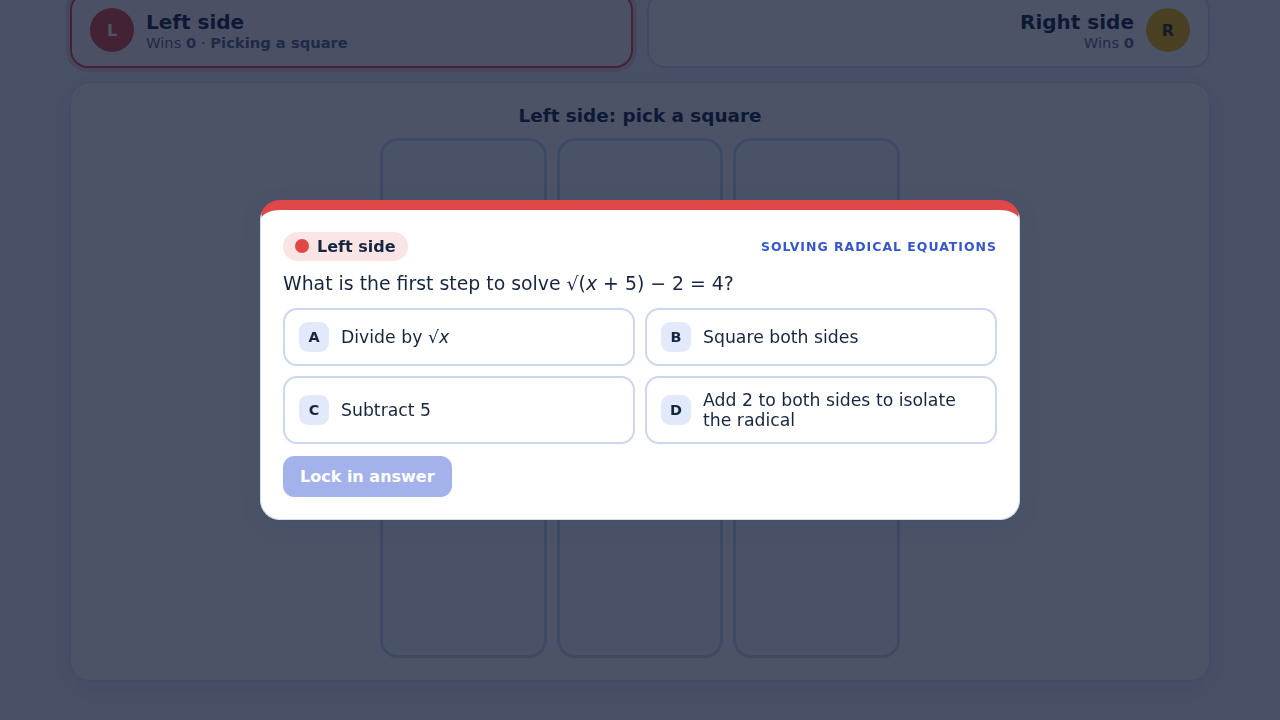 L
Left side
Wins 0 · Picking a square
Right side
Wins 0
R
Left side: pick a square
Left side
SOLVING RADICAL EQUATIONS
What is the first step to solve √(x + 5) − 2 = 4?
A
Divide by √x
B
Square both sides
C
Subtract 5
D
Add 2 to both sides to isolate
the radical
Lock in answer